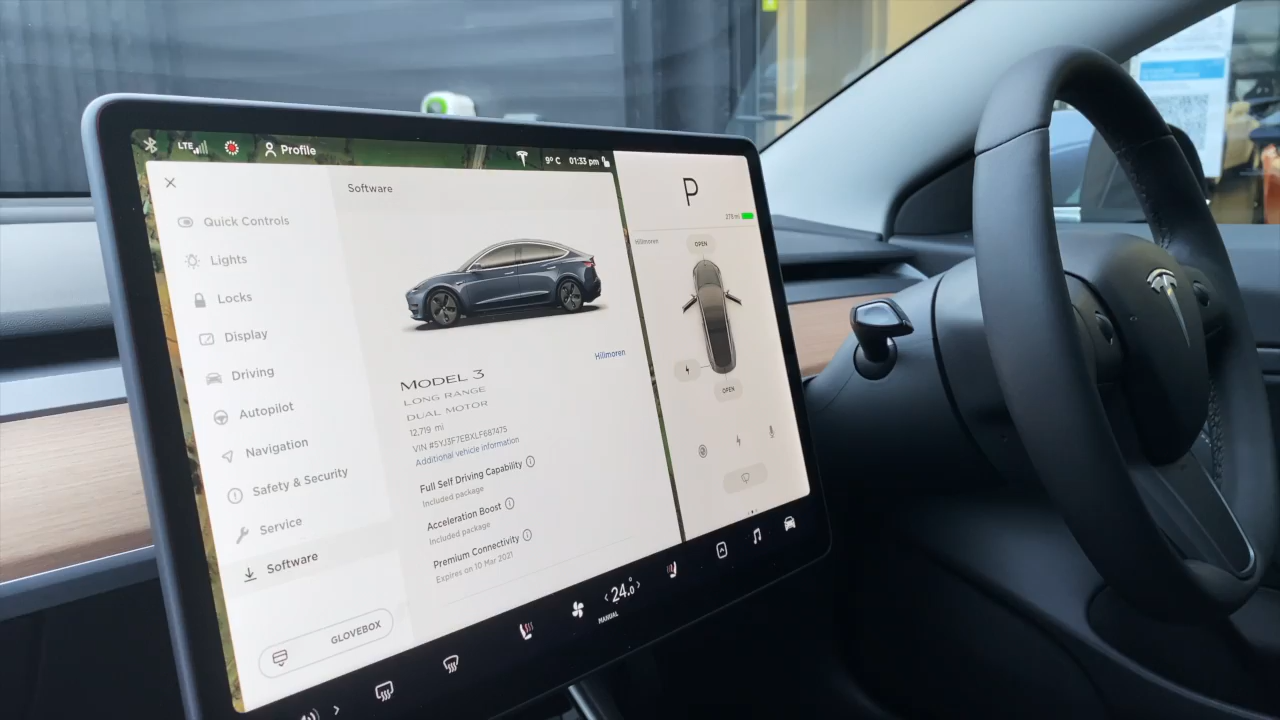 LTE
Profile
9° C
01:33 pm
Software
Quick Controls
Lights
Locks
Display
Driving
Autopilot
Navigation
Safety & Security
Service
Software
GLOVEBOX
Hillmoren
MODEL 3
LONG RANGE
DUAL MOTOR
12,719 mi
VIN #5YJ3F7EBXLF687475
Additional vehicle information
Full Self Driving Capability
Included package
Acceleration Boost
Included package
Premium Connectivity
Expires on 10 Mar 2021
P
278 mi
Hillmoren
OPEN
OPEN
24.0
MANUAL